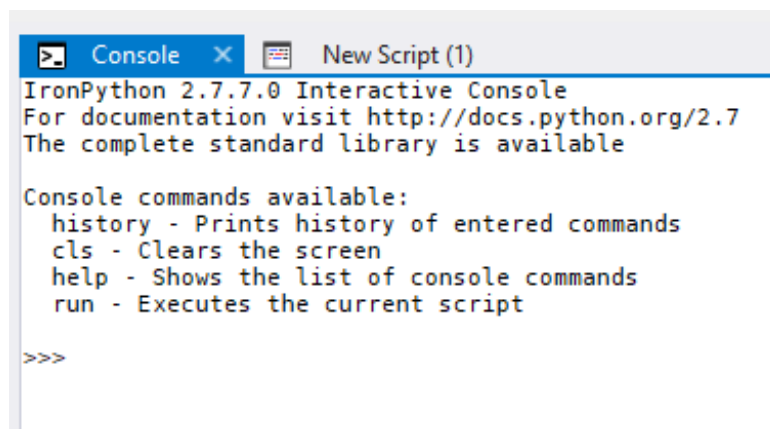 Console × New Script (1)
IronPython 2.7.7.0 Interactive Console
For documentation visit http://docs.python.org/2.7
The complete standard library is available
Console commands available:
history - Prints history of entered commands
cls - Clears the screen
help - Shows the list of console commands
run - Executes the current script
>>>